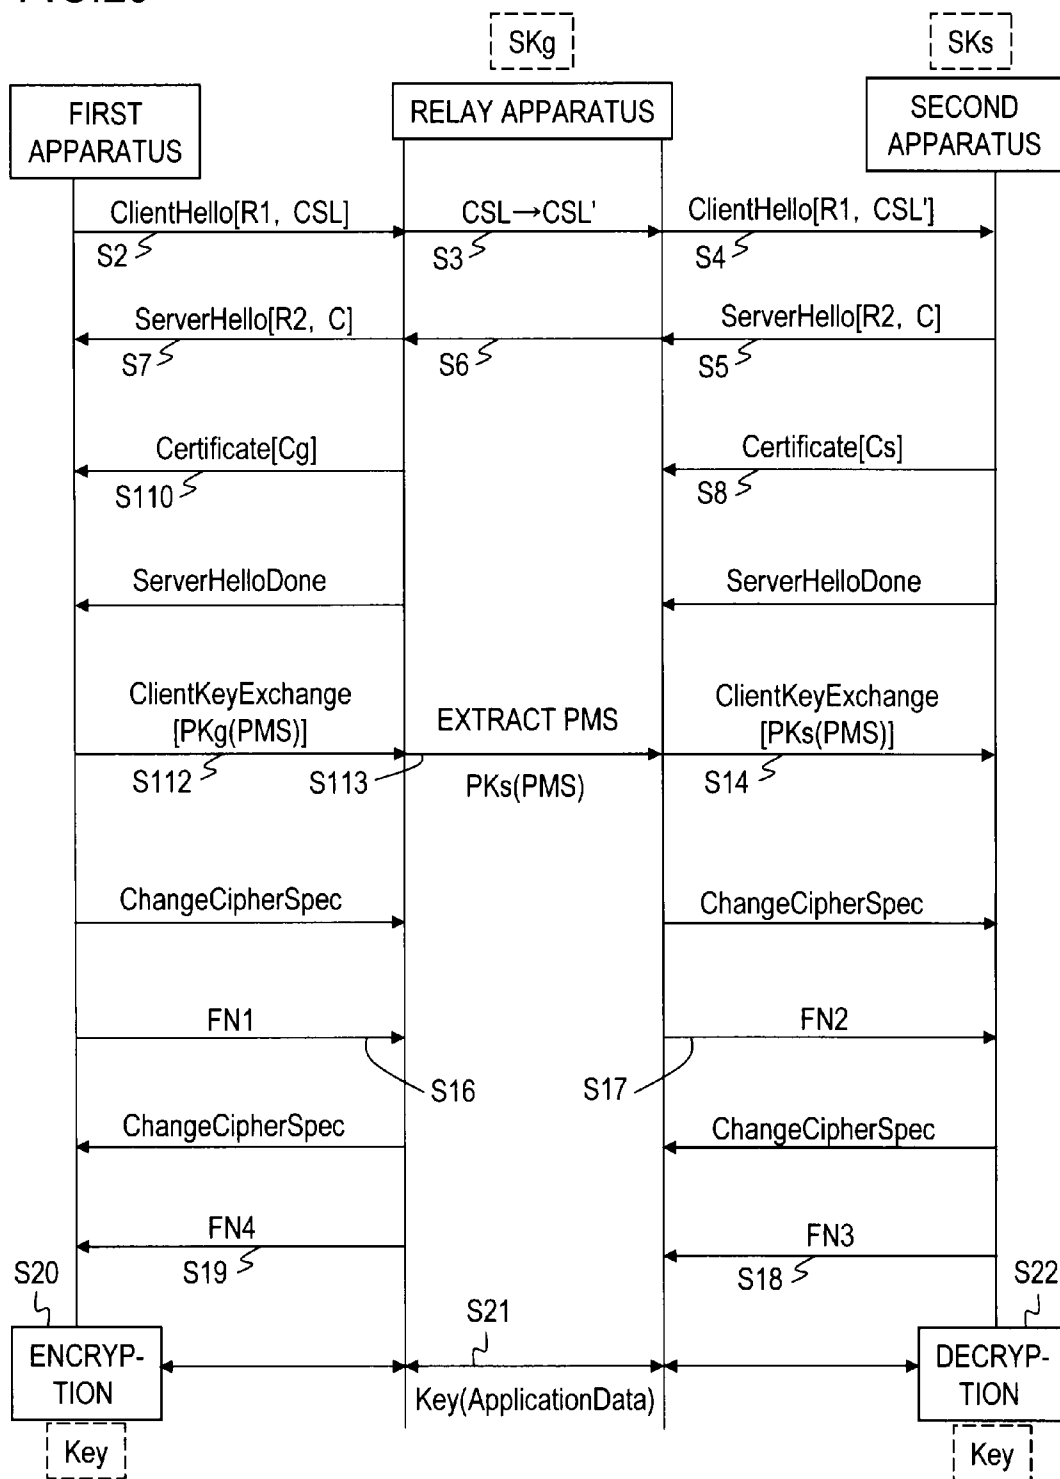 SKg
SKs
FIRST
APPARATUS
RELAY APPARATUS
SECOND
APPARATUS
ClientHello[R1, CSL]
CSL→CSL'
ClientHello[R1, CSL']
S2
S3
S4
ServerHello[R2, C]
ServerHello[R2, C]
S7
S6
S5
Certificate[Cg]
Certificate[Cs]
S110
S8
ServerHelloDone
ServerHelloDone
ClientKeyExchange
[PKg(PMS)]
EXTRACT PMS
ClientKeyExchange
[PKs(PMS)]
S112
S113
PKs(PMS)
S14
ChangeCipherSpec
ChangeCipherSpec
FN1
FN2
S16
S17
ChangeCipherSpec
ChangeCipherSpec
FN4
FN3
S19
S18
S20
S21
S22
ENCRYP-
TION
DECRYP-
TION
Key(ApplicationData)
Key
Key